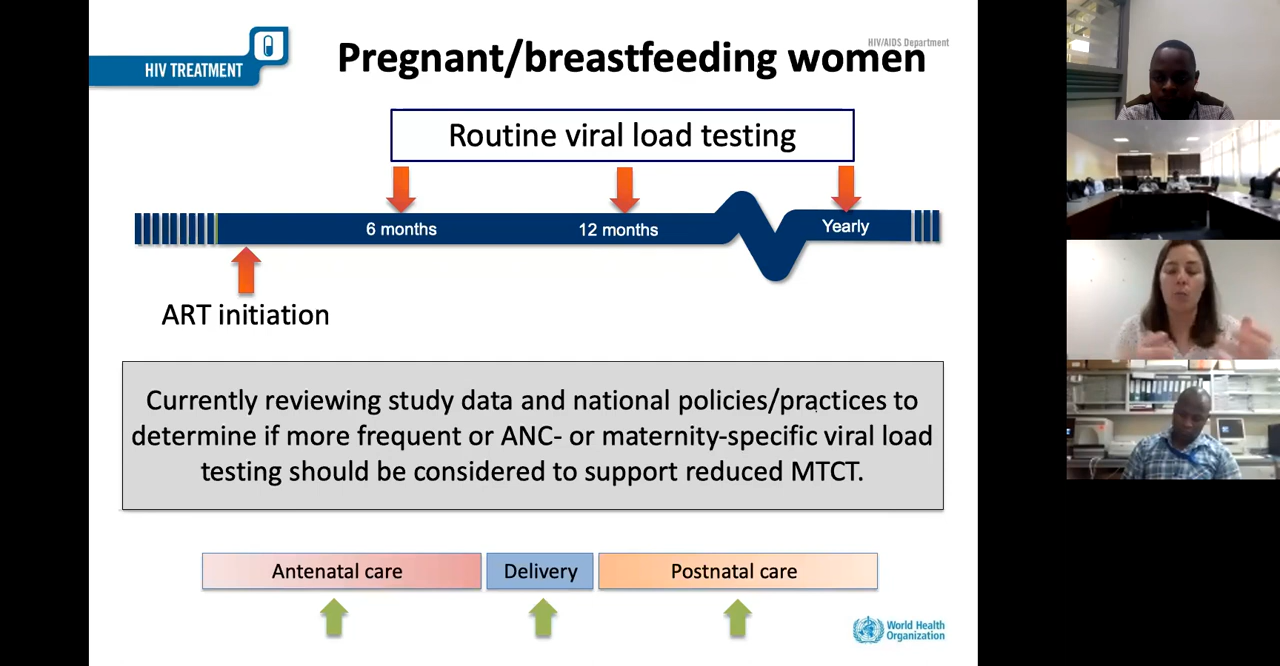 HIV/AIDS Department
HIV TREATMENT
Pregnant/breastfeeding women
Routine viral load testing
6 months
12 months
Yearly
ART initiation
Currently reviewing study data and national policies/practices to
determine if more frequent or ANC- or maternity-specific viral load
testing should be considered to support reduced MTCT.
Antenatal care
Delivery
Postnatal care
World Health
Organization